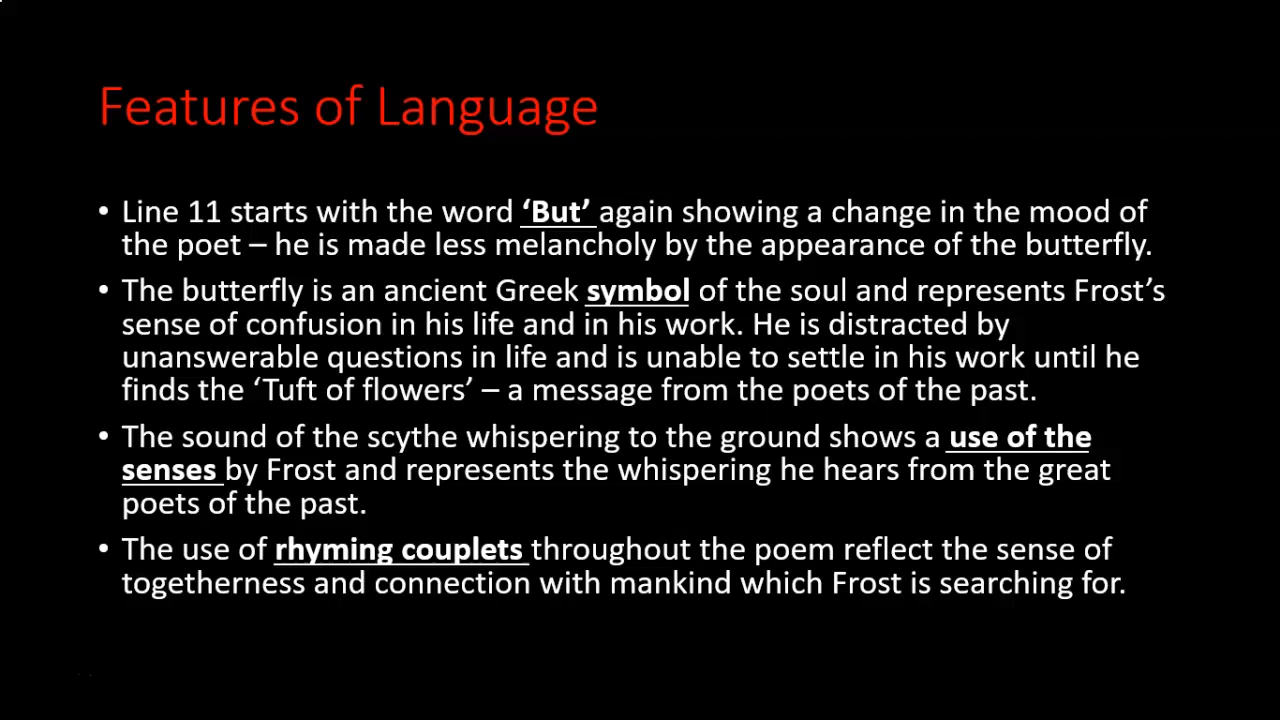 Features of Language
• Line 11 starts with the word ‘But’ again showing a change in the mood of
the poet – he is made less melancholy by the appearance of the butterfly.
• The butterfly is an ancient Greek symbol of the soul and represents Frost’s
sense of confusion in his life and in his work. He is distracted by
unanswerable questions in life and is unable to settle in his work until he
finds the ‘Tuft of flowers’ – a message from the poets of the past.
• The sound of the scythe whispering to the ground shows a use of the
senses by Frost and represents the whispering he hears from the great
poets of the past.
• The use of rhyming couplets throughout the poem reflect the sense of
togetherness and connection with mankind which Frost is searching for.